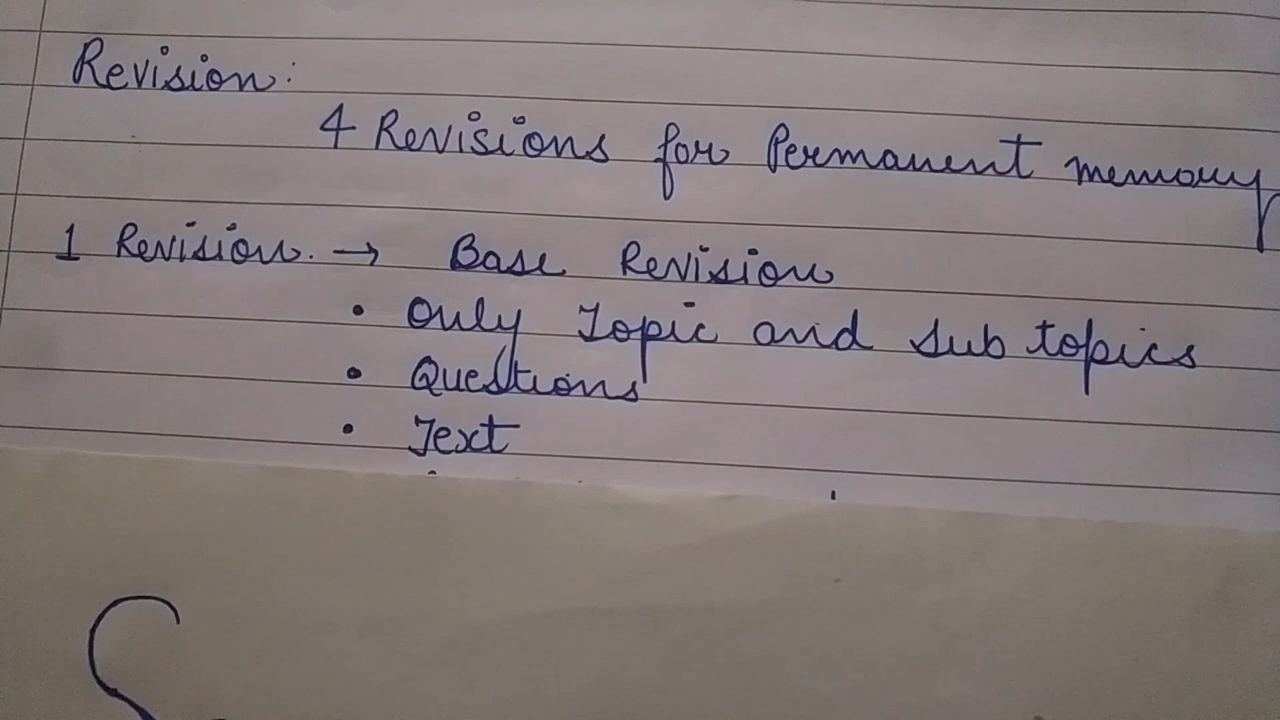 Revision:
4 Revisions for Permanent memory
1 Revision. → Base Revision
• Only Topic and Sub topics
• Questions
• Text